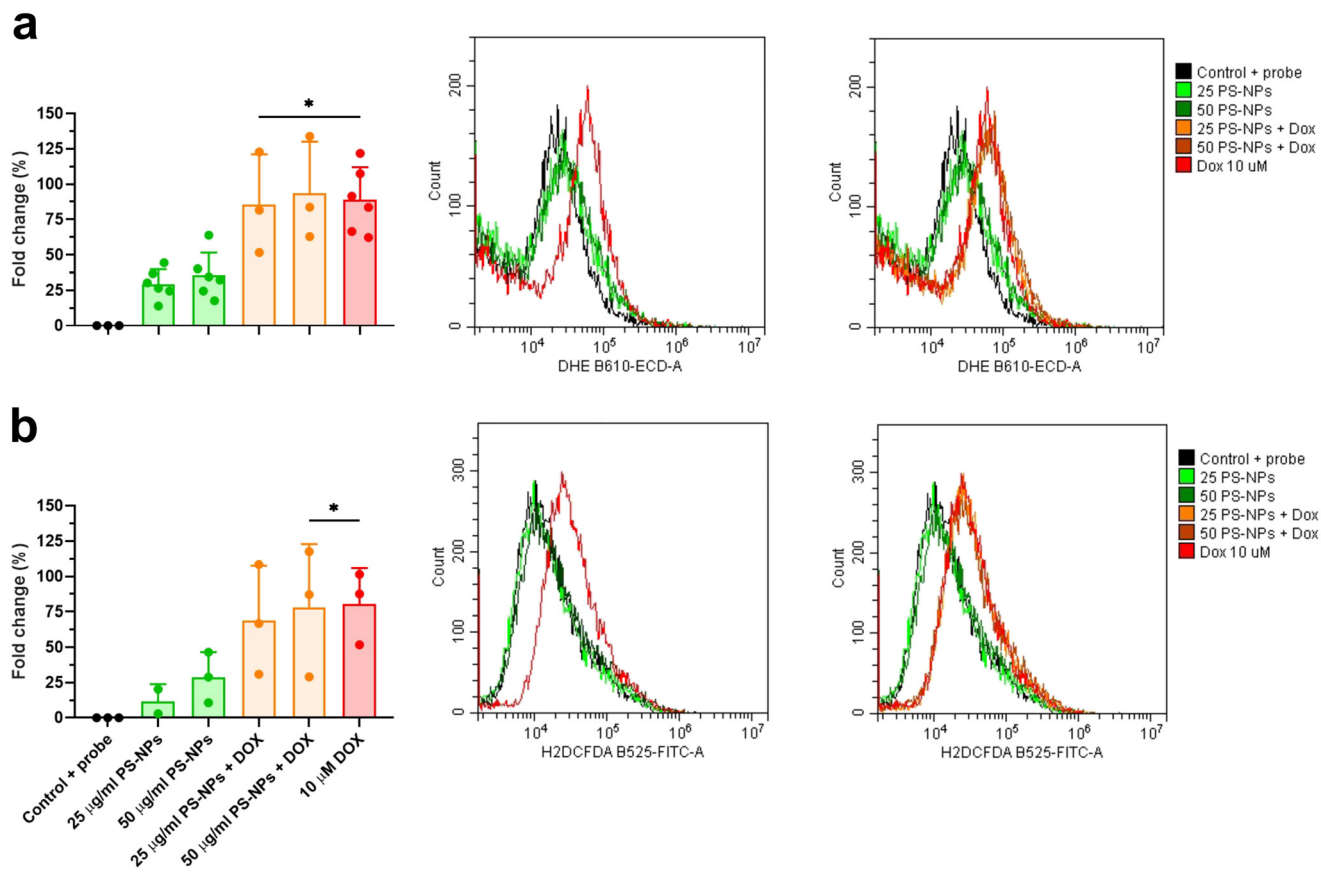 a
Fold change (%)
150
125
100
75
50
25
0
*
Count
200
100
0
10^4
10^5
10^6
10^7
DHE B610-ECD-A
Count
200
100
0
10^4
10^5
10^6
10^7
DHE B610-ECD-A
Control + probe
25 PS-NPs
50 PS-NPs
25 PS-NPs + Dox
50 PS-NPs + Dox
Dox 10 uM
b
Fold change (%)
150
125
100
75
50
25
0
*
Control + probe
25 µg/ml PS-NPs
50 µg/ml PS-NPs
25 µg/ml PS-NPs + DOX
50 µg/ml PS-NPs + DOX
10 µM DOX
Count
300
200
100
0
10^4
10^5
10^6
10^7
H2DCFDA B525-FITC-A
Count
300
200
100
0
10^4
10^5
10^6
10^7
H2DCFDA B525-FITC-A
Control + probe
25 PS-NPs
50 PS-NPs
25 PS-NPs + Dox
50 PS-NPs + Dox
Dox 10 uM